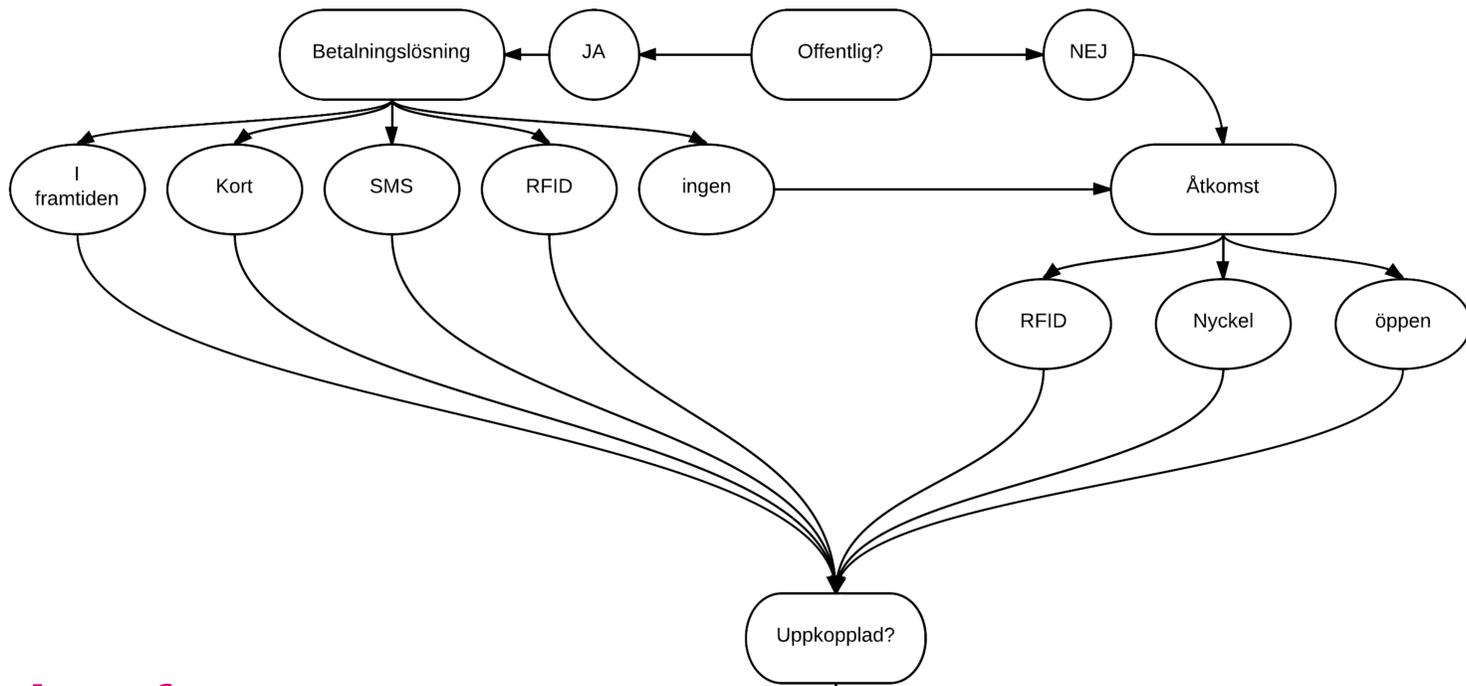 Betalningslösning
JA
Offentlig?
NEJ
I
framtiden
Kort
SMS
RFID
ingen
Åtkomst
RFID
Nyckel
öppen
Uppkopplad?